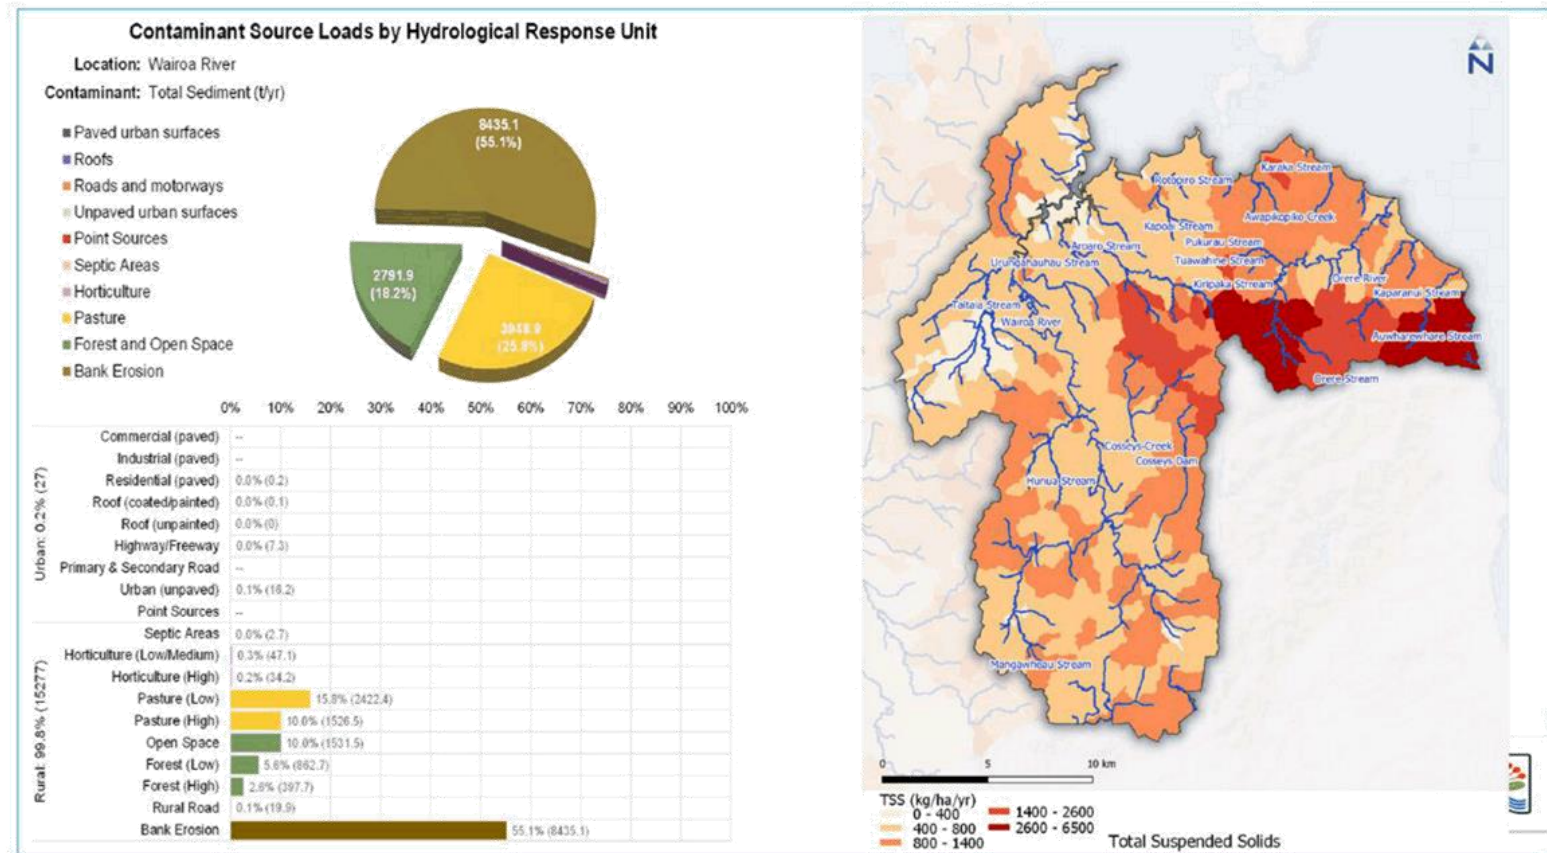 Contaminant Source Loads by Hydrological Response Unit
Location: Wairoa River
Contaminant: Total Sediment (t/yr)
Paved urban surfaces
Roofs
Roads and motorways
Unpaved urban surfaces
Point Sources
Septic Areas
Horticulture
Pasture
Forest and Open Space
Bank Erosion
8435.1
(55.1%)
2791.9
(18.2%)
3948.9
(25.8%)
0% 10% 20% 30% 40% 50% 60% 70% 80% 90% 100%
Urban: 0.2% (27)
Commercial (paved) --
Industrial (paved) --
Residential (paved) 0.0% (0.2)
Roof (coated/painted) 0.0% (0.1)
Roof (unpainted) 0.0% (0)
Highway/Freeway 0.0% (7.3)
Primary & Secondary Road --
Urban (unpaved) 0.1% (16.2)
Point Sources --
Rural: 99.8% (15277)
Septic Areas 0.0% (2.7)
Horticulture (Low/Medium) 0.3% (47.1)
Horticulture (High) 0.2% (34.2)
Pasture (Low) 15.8% (2422.4)
Pasture (High) 10.0% (1526.5)
Open Space 10.0% (1531.5)
Forest (Low) 5.6% (862.7)
Forest (High) 2.6% (397.7)
Rural Road 0.1% (19.9)
Bank Erosion 55.1% (8435.1)
N
Karaka Stream
Rotopiro Stream
Awapikopiko Creek
Kapoai Stream
Pukurau Stream
Aroaro Stream
Tuawahine Stream
Urungahauhau Stream
Orere River
Kiripaka Stream
Kaparanui Stream
Taitaia Stream
Wairoa River
Auwharewhare Stream
Orere Stream
Cosseys Creek
Cosseys Dam
Hunua Stream
Mangawheau Stream
0 5 10 km
TSS (kg/ha/yr)
0 - 400
400 - 800
800 - 1400
1400 - 2600
2600 - 6500
Total Suspended Solids